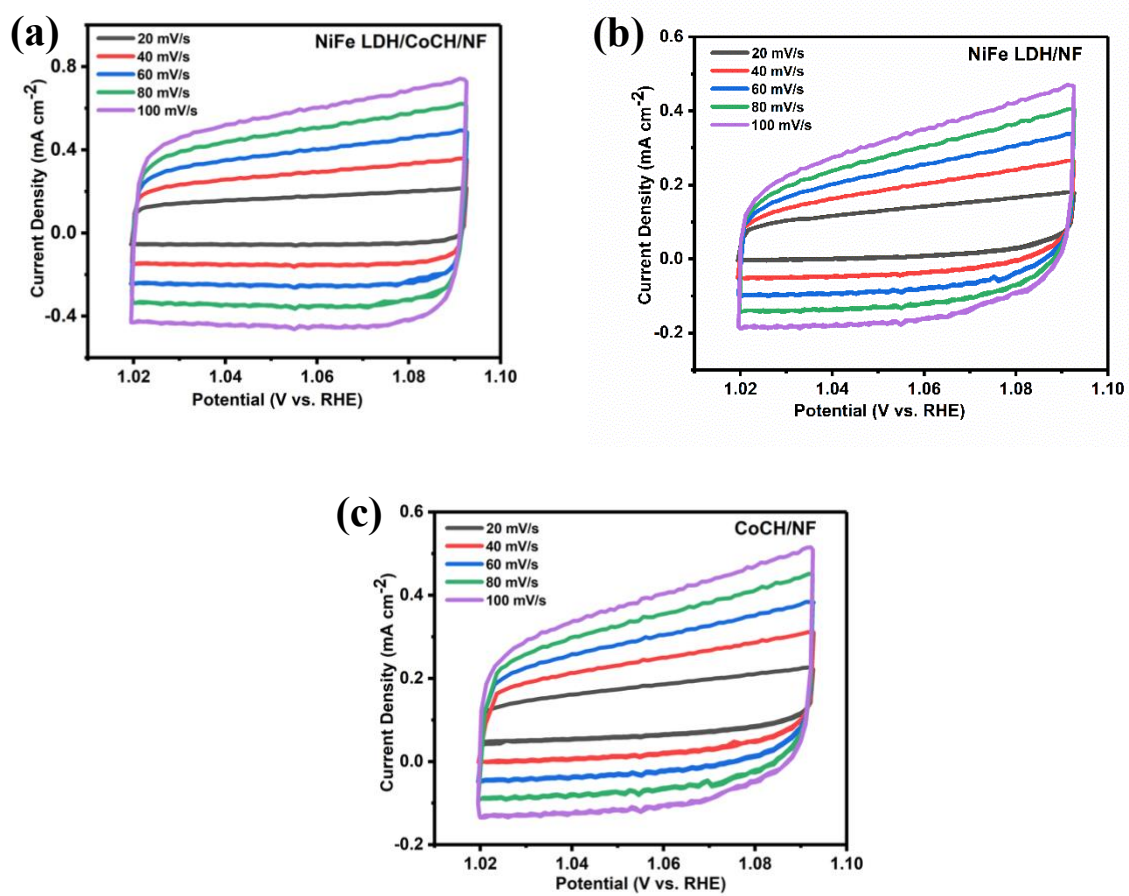 (a)
20 mV/s
40 mV/s
60 mV/s
80 mV/s
100 mV/s
NiFe LDH/CoCH/NF
0.8
0.4
0.0
-0.4
Current Density (mA cm⁻²)
1.02
1.04
1.06
1.08
1.10
Potential (V vs. RHE)
(b)
20 mV/s
40 mV/s
60 mV/s
80 mV/s
100 mV/s
NiFe LDH/NF
0.6
0.4
0.2
0.0
-0.2
Current Density (mA cm⁻²)
1.02
1.04
1.06
1.08
1.10
Potential (V vs. RHE)
(c)
20 mV/s
40 mV/s
60 mV/s
80 mV/s
100 mV/s
CoCH/NF
0.6
0.4
0.2
0.0
-0.2
Current Density (mA cm⁻²)
1.02
1.04
1.06
1.08
1.10
Potential (V vs. RHE)